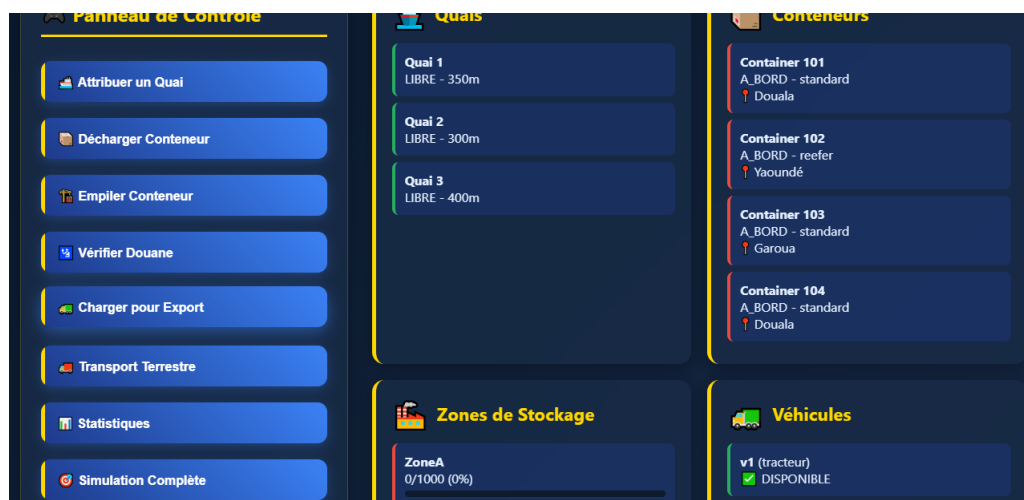 Panneau de Contrôle
Attribuer un Quai
Décharger Conteneur
Empiler Conteneur
Vérifier Douane
Charger pour Export
Transport Terrestre
Statistiques
Simulation Complète
Quais
Quai 1
LIBRE - 350m
Quai 2
LIBRE - 300m
Quai 3
LIBRE - 400m
Conteneurs
Container 101
A_BORD - standard
Douala
Container 102
A_BORD - reefer
Yaoundé
Container 103
A_BORD - standard
Garoua
Container 104
A_BORD - standard
Douala
Zones de Stockage
ZoneA
0/1000 (0%)
Véhicules
v1 (tracteur)
DISPONIBLE